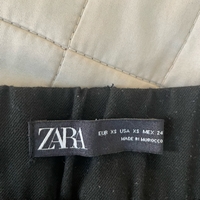 ZARA
EUR XS USA XS MEX 24
MADE IN MOROCCO